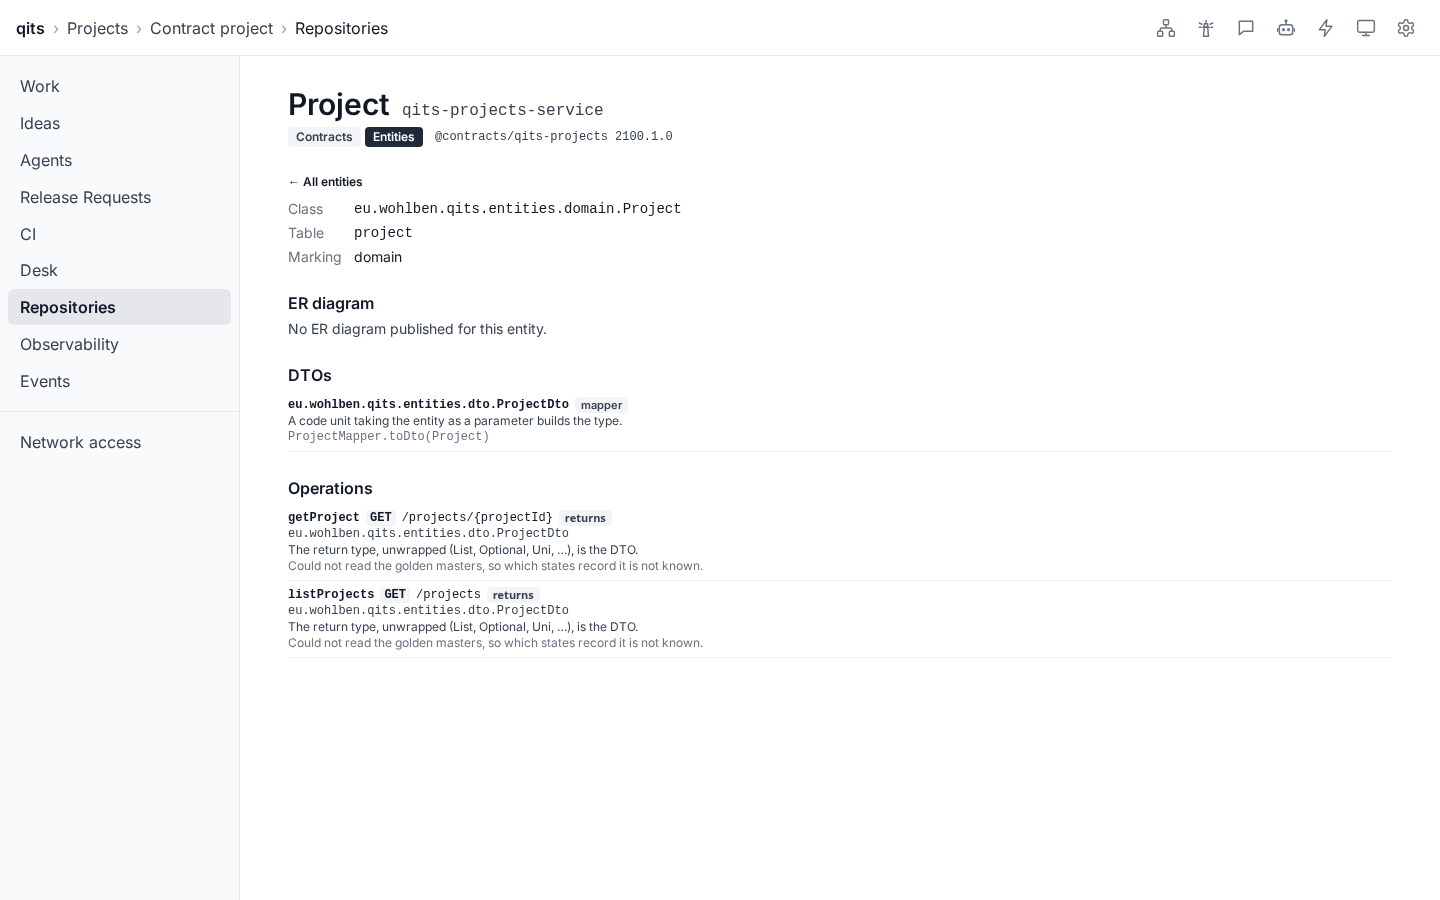 qits › Projects › Contract project › Repositories
Work
Ideas
Agents
Release Requests
CI
Desk
Repositories
Observability
Events
Network access
Project qits-projects-service
Contracts Entities @contracts/qits-projects 2100.1.0
← All entities
Class eu.wohlben.qits.entities.domain.Project
Table project
Marking domain
ER diagram
No ER diagram published for this entity.
DTOs
eu.wohlben.qits.entities.dto.ProjectDto mapper
A code unit taking the entity as a parameter builds the type.
ProjectMapper.toDto(Project)
Operations
getProject GET /projects/{projectId} returns
eu.wohlben.qits.entities.dto.ProjectDto
The return type, unwrapped (List, Optional, Uni, …), is the DTO.
Could not read the golden masters, so which states record it is not known.
listProjects GET /projects returns
eu.wohlben.qits.entities.dto.ProjectDto
The return type, unwrapped (List, Optional, Uni, …), is the DTO.
Could not read the golden masters, so which states record it is not known.